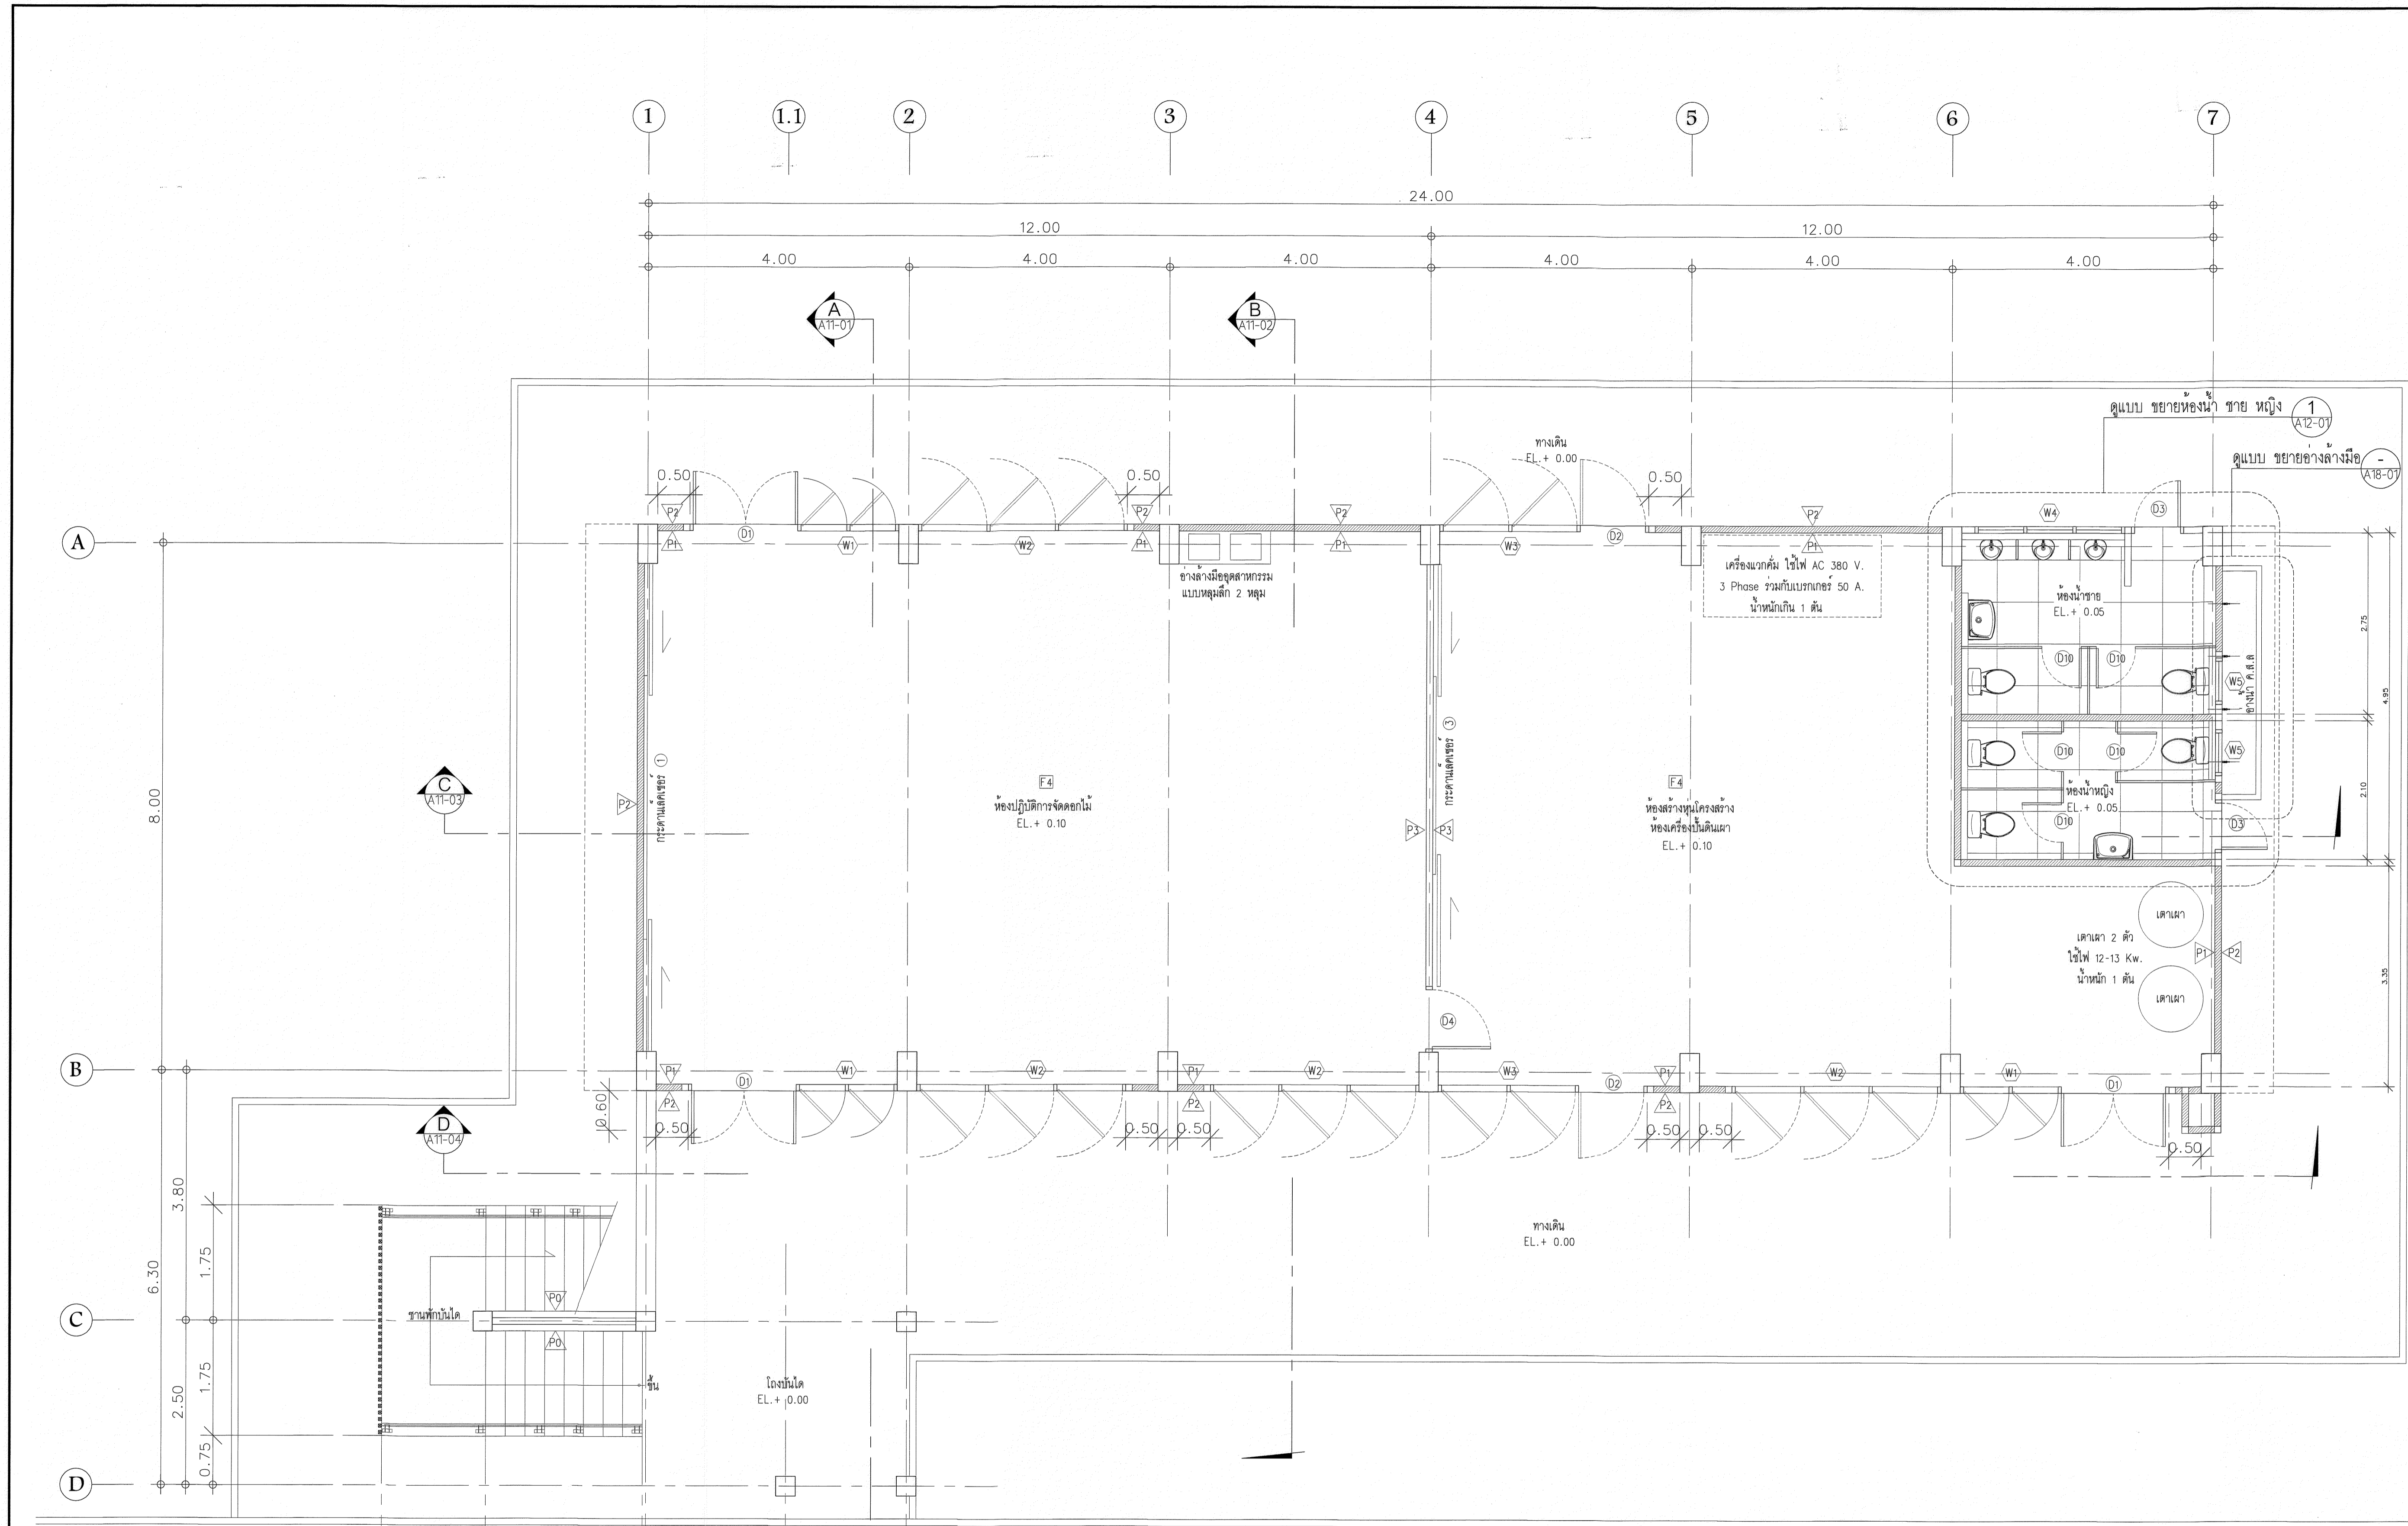 1
1.1
2
3
4
5
6
7
24.00
12.00
12.00
4.00
4.00
4.00
4.00
4.00
4.00
A
A11-01
B
A11-02
ดูแบบ ขยายห้องน้ำ ชาย หญิง
1
A12-01
ทางเดิน
EL.+ 0.00
ดูแบบ ขยายอ่างล้างมือ
-
A18-01
0.50
0.50
0.50
P2
P2
P2
P2
W4
D3
A
P1
D1
W1
W2
P1
P1
W3
D2
P1
อ่างล้างมืออุตสาหกรรม
แบบหลุมลึก 2 หลุม
เครื่องแวกคั่ม ใช้ไฟ AC 380 V.
3 Phase ร่วมกับเบรกเกอร์ 50 A.
น้ำหนักเกิน 1 ตัน
ห้องน้ำชาย
EL.+ 0.05
2.75
D10
D10
W5
อ่างน้ำ ค.ส.ล
4.95
D10
D10
W5
ห้องน้ำหญิง
EL.+ 0.05
2.10
D10
D3
8.00
C
A11-03
P2
กระดานเลคเชอร์ 1
F4
ห้องปฏิบัติการจัดดอกไม้
EL.+ 0.10
กระดานเลคเชอร์ 3
P3
P3
F4
ห้องสร้างหุ่นโครงสร้าง
ห้องเครื่องปั้นดินเผา
EL.+ 0.10
เตาเผา
เตาเผา 2 ตัว
ใช้ไฟ 12-13 Kw.
น้ำหนัก 1 ตัน
P1
P2
เตาเผา
3.35
D4
B
P1
D1
W1
W2
P1
W2
W3
D2
P1
W2
W1
D1
P2
P2
P2
0.60
D
A11-04
0.50
0.50
0.50
0.50
0.50
0.50
3.80
1.75
6.30
ทางเดิน
EL.+ 0.00
C
ชานพักบันได
P0
P0
1.75
2.50
ขึ้น
โถงบันได
EL.+ 0.00
0.75
D